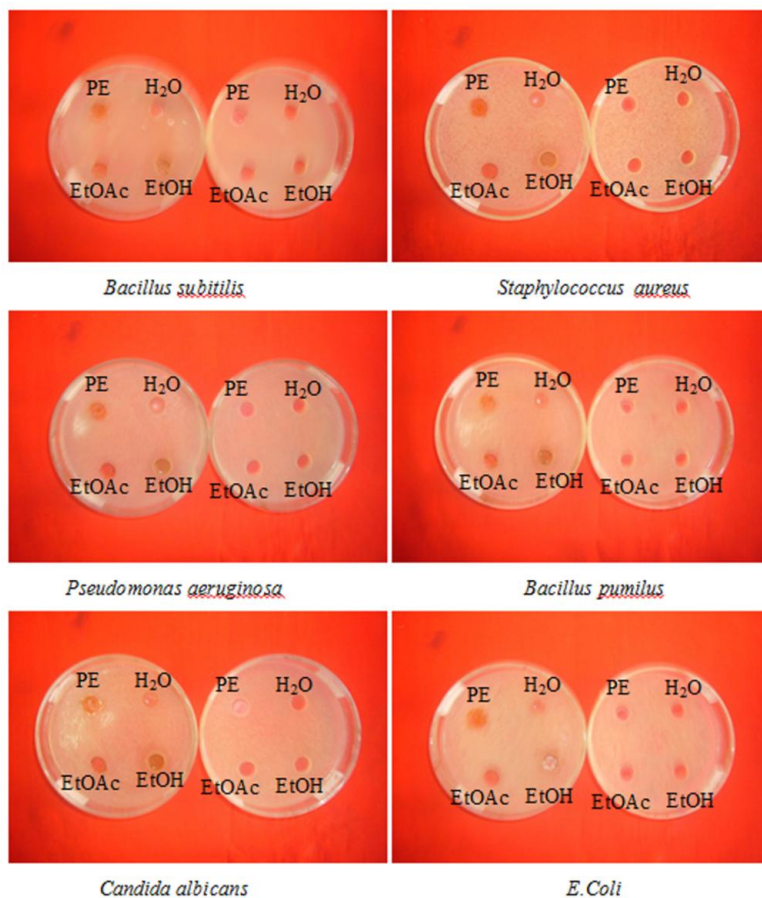 PE H₂O PE H₂O
EtOAc EtOH EtOAc EtOH
Bacillus subitilis
PE H₂O PE H₂O
EtOAc EtOH EtOAc EtOH
Staphylococcus aureus
PE H₂O PE H₂O
EtOAc EtOH EtOAc EtOH
Pseudomonas aeruginosa
PE H₂O PE H₂O
EtOAc EtOH EtOAc EtOH
Bacillus pumilus
PE H₂O PE H₂O
EtOAc EtOH EtOAc EtOH
Candida albicans
PE H₂O PE H₂O
EtOAc EtOH EtOAc EtOH
E.Coli